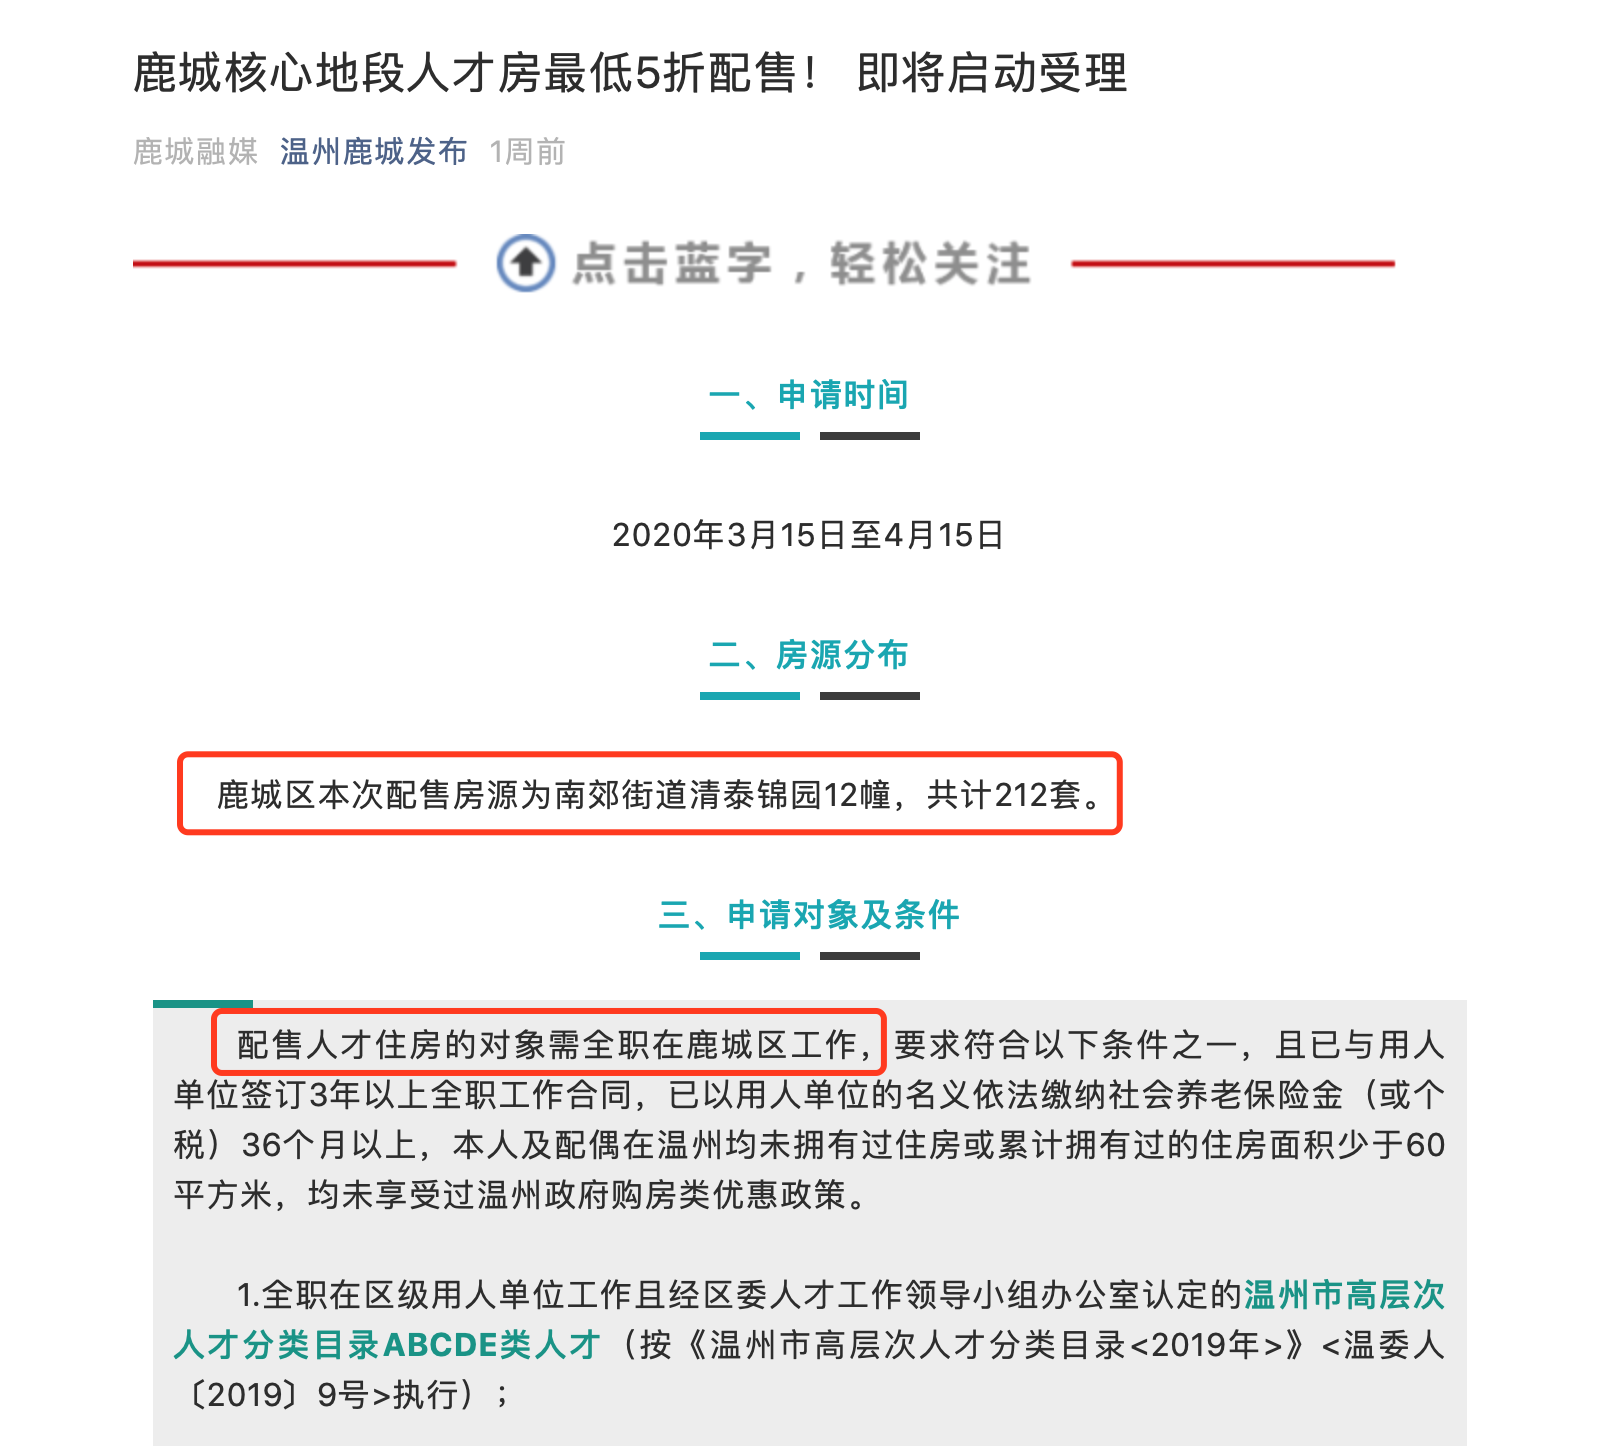 鹿城核心地段人才房最低5折配售！ 即将启动受理
鹿城融媒 温州鹿城发布 1周前
点击蓝字，轻松关注
一、申请时间
2020年3月15日至4月15日
二、房源分布
鹿城区本次配售房源为南郊街道清泰锦园12幢，共计212套。
三、申请对象及条件
配售人才住房的对象需全职在鹿城区工作，要求符合以下条件之一，且已与用人
单位签订3年以上全职工作合同，已以用人单位的名义依法缴纳社会养老保险金（或个
税）36个月以上，本人及配偶在温州均未拥有过住房或累计拥有过的住房面积少于60
平方米，均未享受过温州政府购房类优惠政策。
1.全职在区级用人单位工作且经区委人才工作领导小组办公室认定的温州市高层次
人才分类目录ABCDE类人才（按《温州市高层次人才分类目录<2019年>》<温委人
〔2019〕9号>执行）；